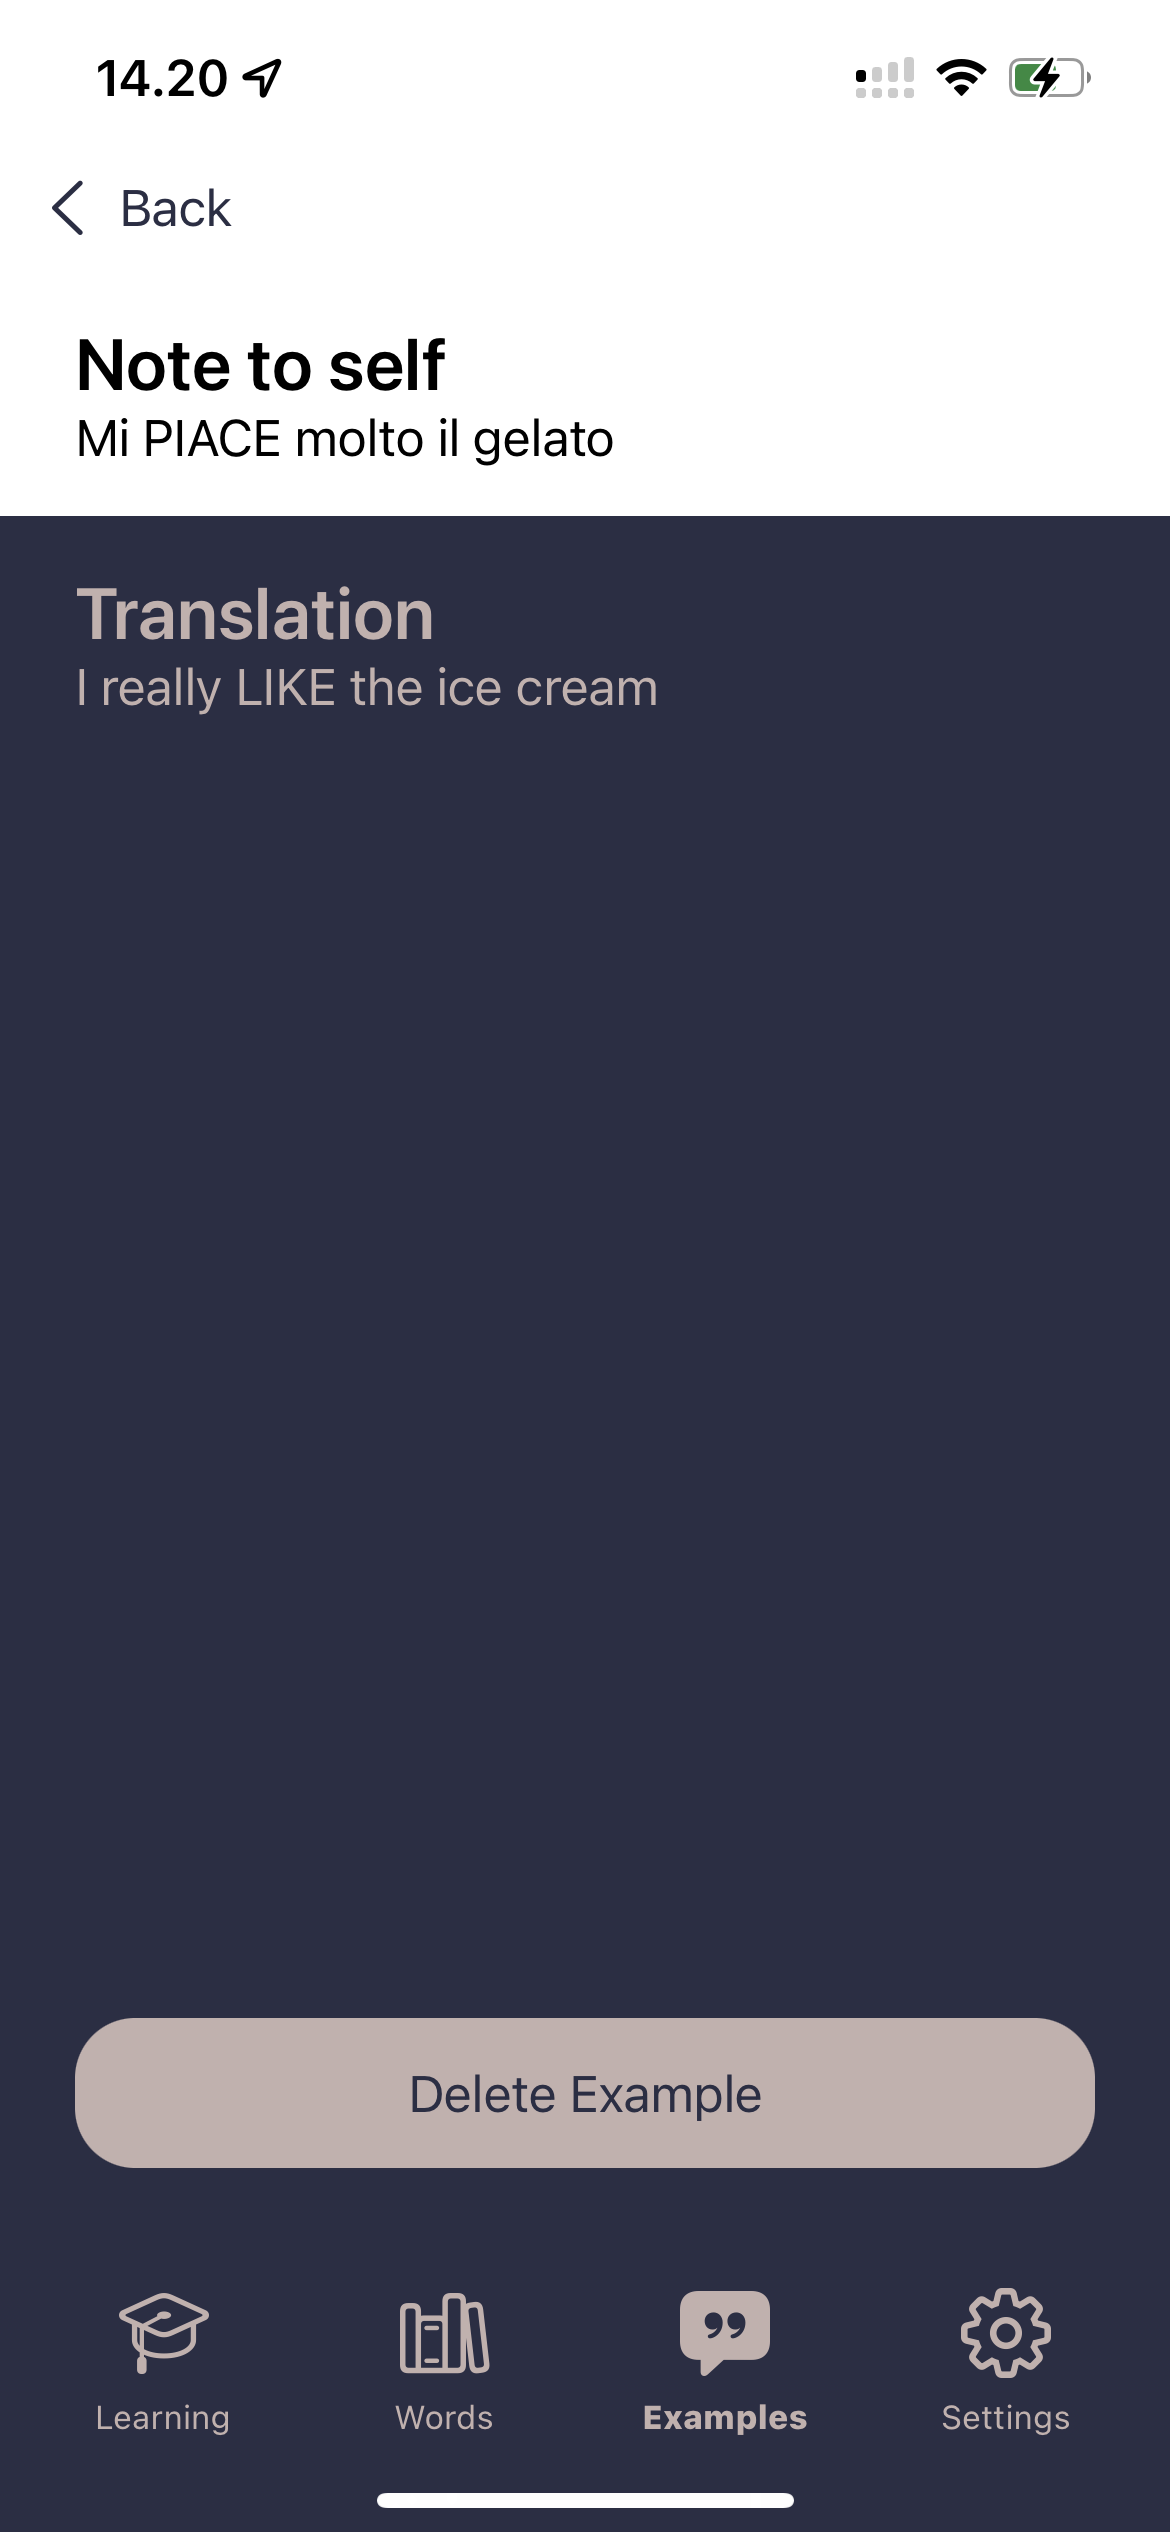 14.20
Back
Note to self
Mi PIACE molto il gelato
Translation
I really LIKE the ice cream
Delete Example
Learning
Words
Examples
Settings